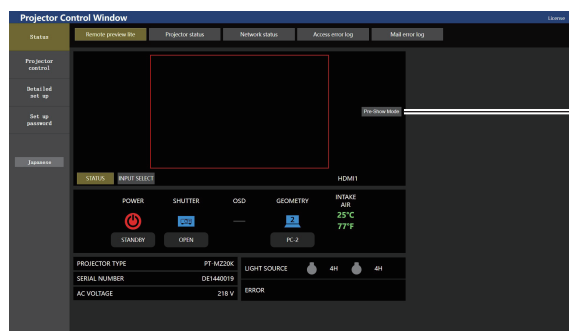 Projector Control Window
License
Status
Remote preview lite
Projector status
Network status
Access error log
Mail error log
Projector
control
Detailed
set up
Set up
password
Japanese
Pre-Show Mode
STATUS
INPUT SELECT
HDMI1
POWER
SHUTTER
OSD
GEOMETRY
INTAKE
AIR
25°C
77°F
2
STANDBY
OPEN
PC-2
PROJECTOR TYPE PT-MZ20K
SERIAL NUMBER DE1440019
AC VOLTAGE 218 V
LIGHT SOURCE 4H 4H
ERROR